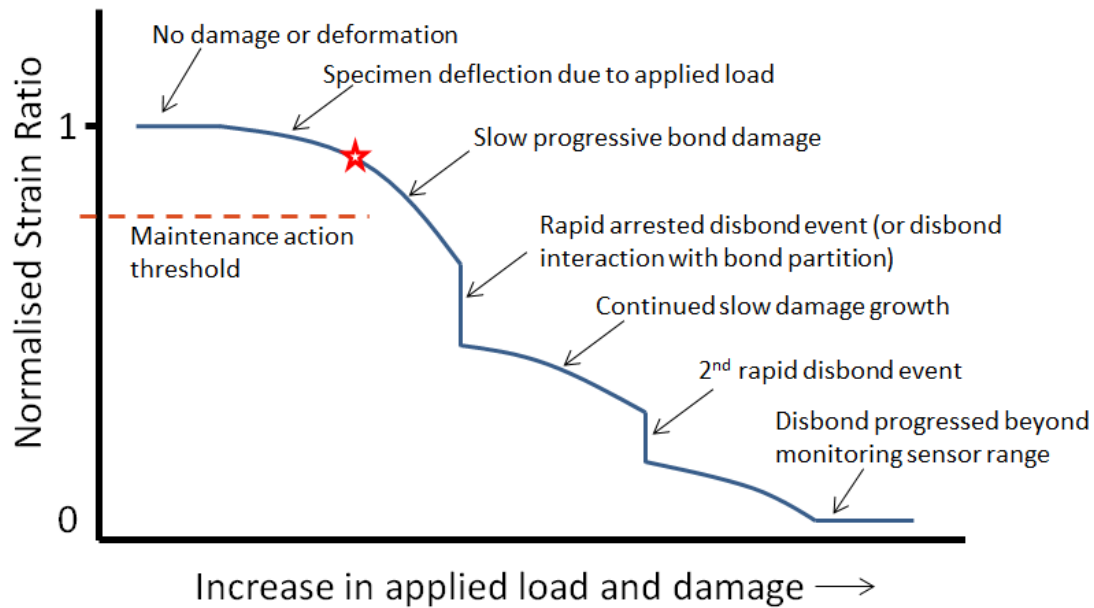 No damage or deformation
Specimen deflection due to applied load
Normalised Strain Ratio
1
Slow progressive bond damage
Maintenance action
threshold
Rapid arrested disbond event (or disbond
interaction with bond partition)
Continued slow damage growth
2nd rapid disbond event
Disbond progressed beyond
monitoring sensor range
0
Increase in applied load and damage